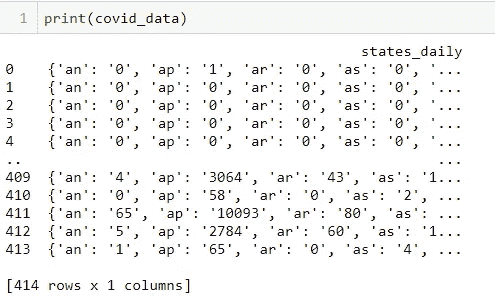 1 print(covid_data)
states_daily
0 {'an': '0', 'ap': '1', 'ar': '0', 'as': '0', '...
1 {'an': '0', 'ap': '0', 'ar': '0', 'as': '0', '...
2 {'an': '0', 'ap': '0', 'ar': '0', 'as': '0', '...
3 {'an': '0', 'ap': '0', 'ar': '0', 'as': '0', '...
4 {'an': '0', 'ap': '0', 'ar': '0', 'as': '0', '...
.. ...
409 {'an': '4', 'ap': '3064', 'ar': '43', 'as': '1...
410 {'an': '0', 'ap': '58', 'ar': '0', 'as': '2', ...
411 {'an': '65', 'ap': '10093', 'ar': '80', 'as': ...
412 {'an': '5', 'ap': '2784', 'ar': '60', 'as': '1...
413 {'an': '1', 'ap': '65', 'ar': '0', 'as': '4', ...
[414 rows x 1 columns]